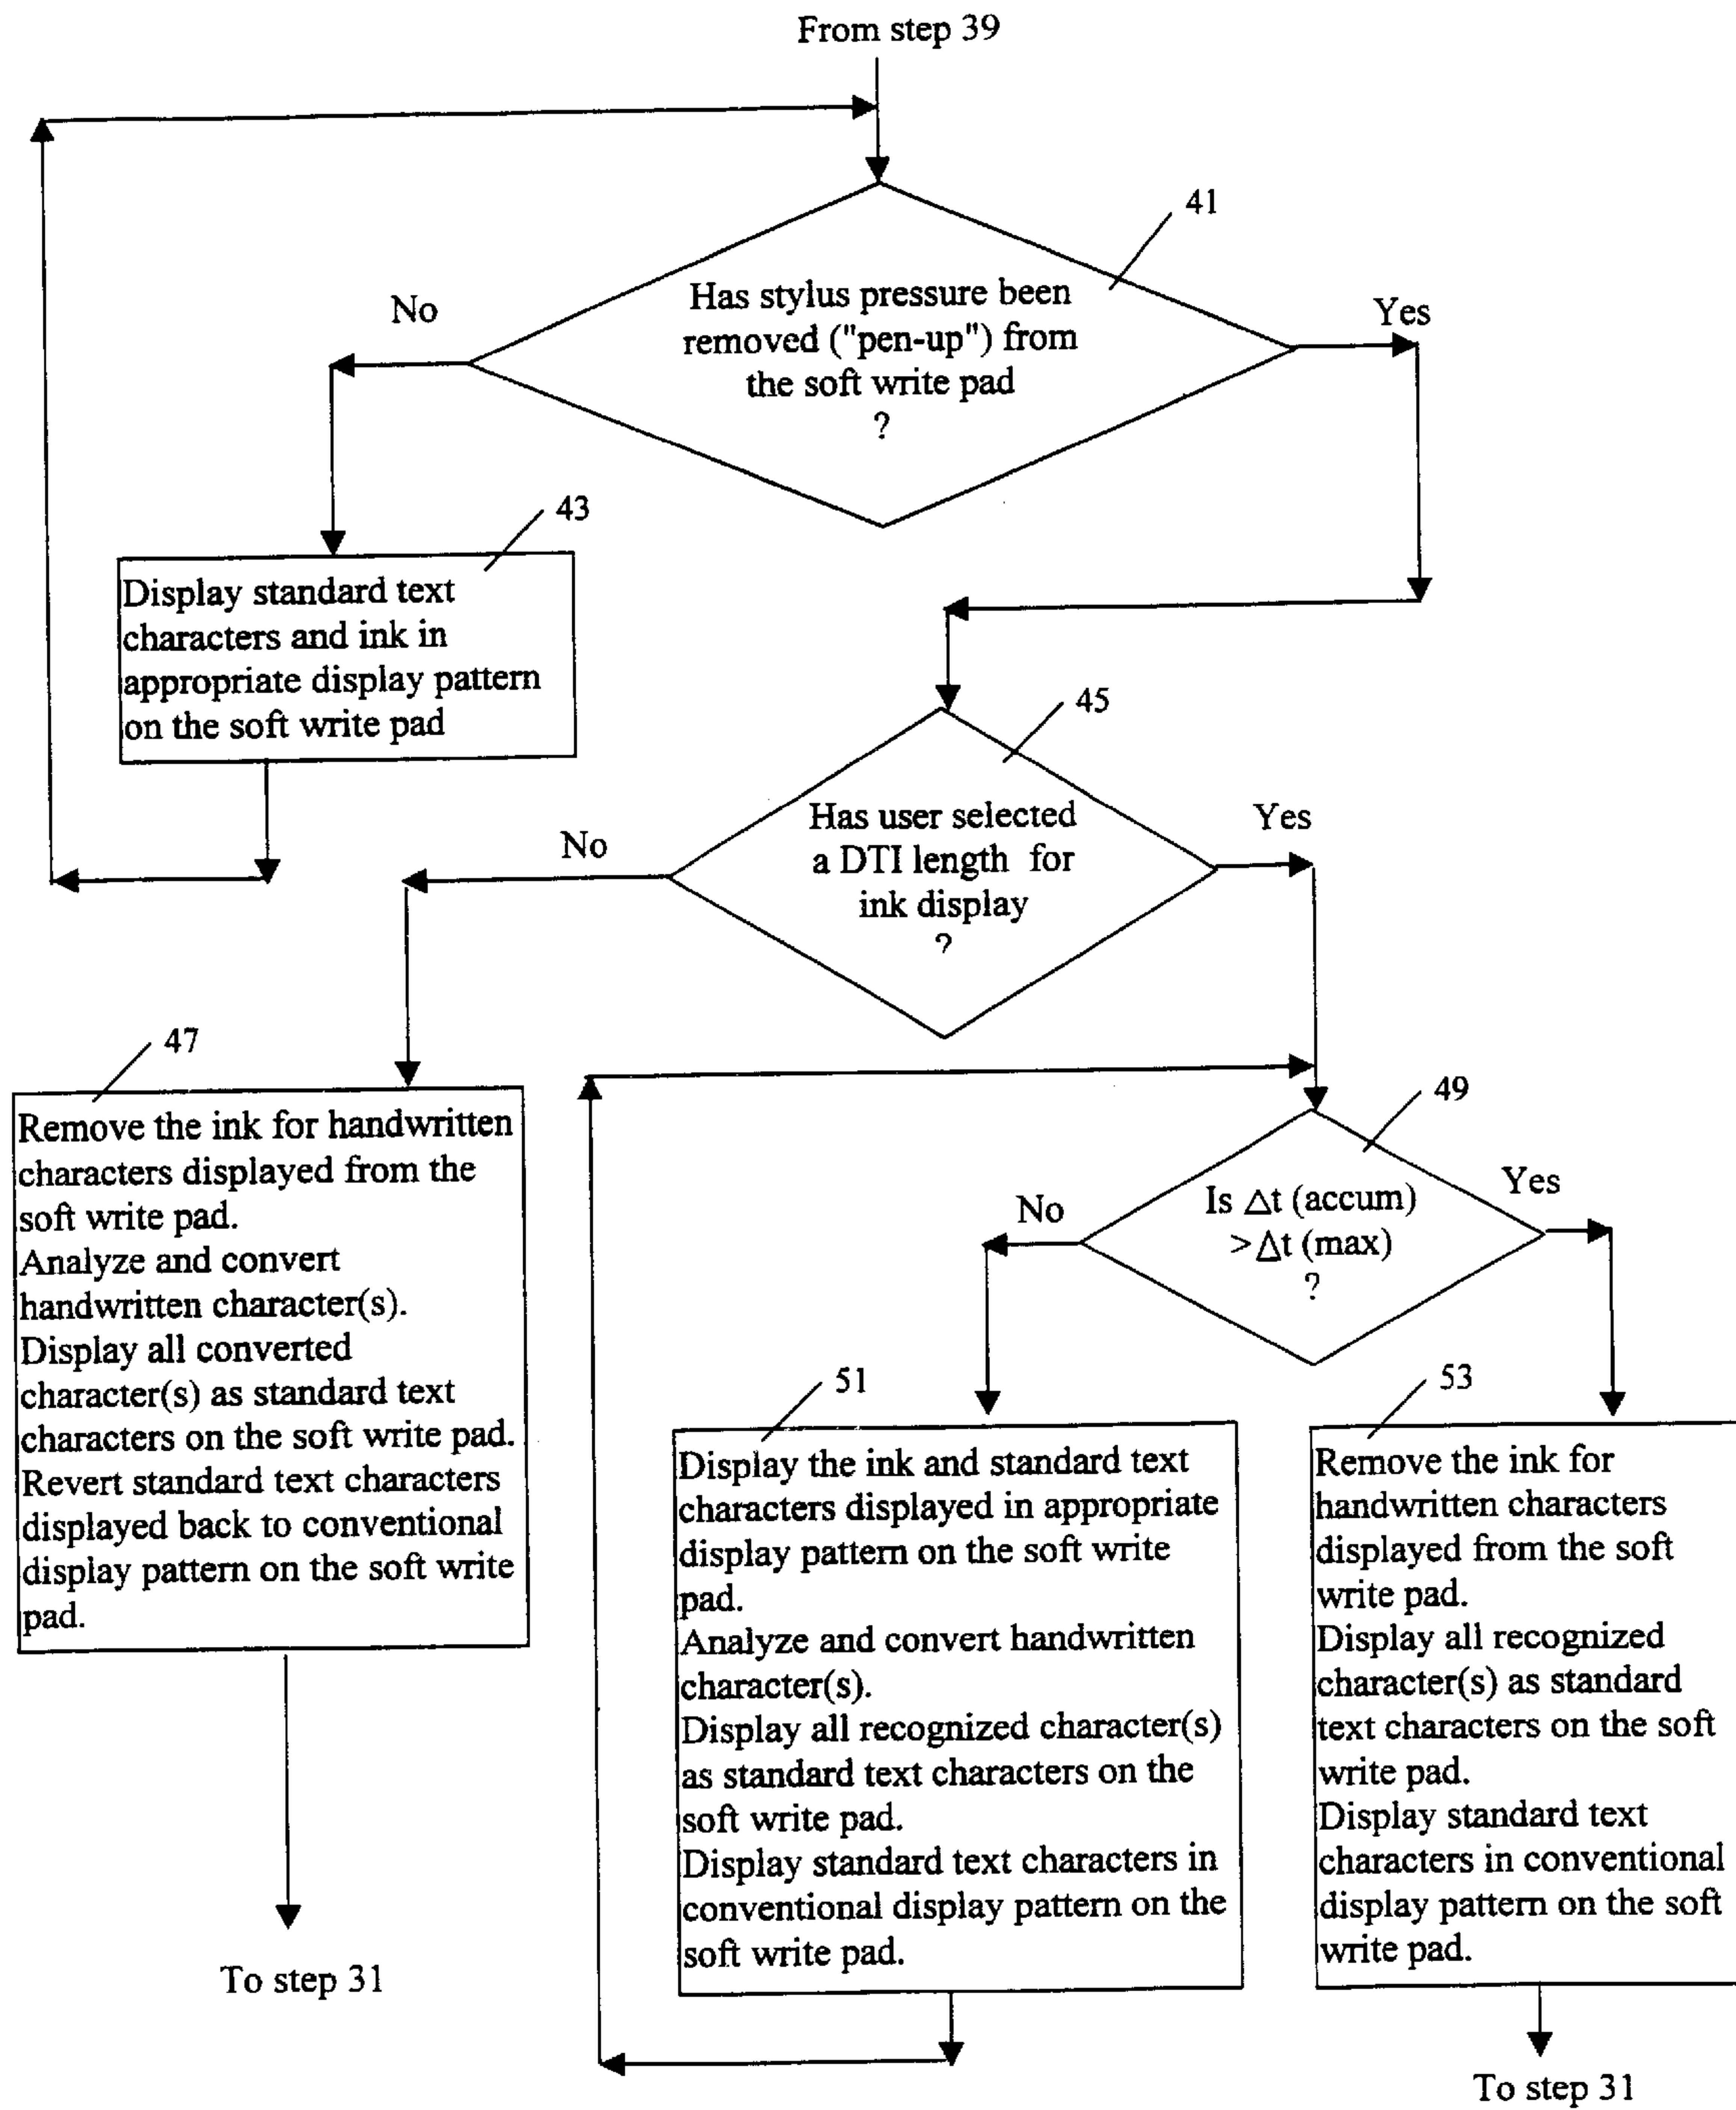 From step 39
41
Has stylus pressure been
removed ("pen-up") from
the soft write pad
?
No
Yes
43
Display standard text
characters and ink in
appropriate display pattern
on the soft write pad
45
Has user selected
a DTI length for
ink display
?
No
Yes
47
Remove the ink for handwritten
characters displayed from the
soft write pad.
Analyze and convert
handwritten character(s).
Display all converted
character(s) as standard text
characters on the soft write pad.
Revert standard text characters
displayed back to conventional
display pattern on the soft write
pad.
To step 31
49
Is Δt (accum)
>Δt (max)
?
No
Yes
51
Display the ink and standard text
characters displayed in appropriate
display pattern on the soft write
pad.
Analyze and convert handwritten
character(s).
Display all recognized character(s)
as standard text characters on the
soft write pad.
Display standard text characters in
conventional display pattern on the
soft write pad.
53
Remove the ink for
handwritten characters
displayed from the soft
write pad.
Display all recognized
character(s) as standard
text characters on the soft
write pad.
Display standard text
characters in conventional
display pattern on the soft
write pad.
To step 31